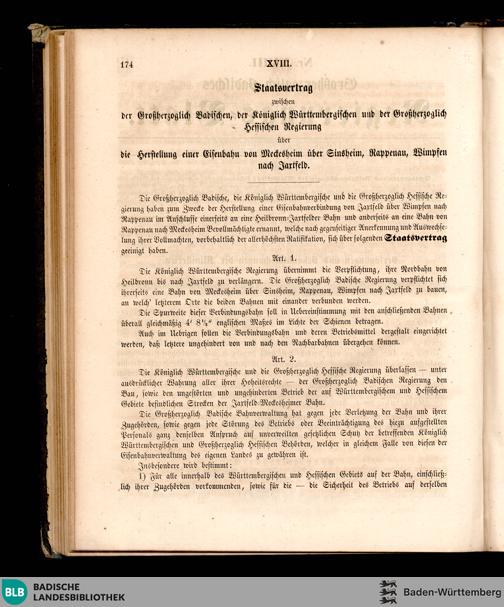 174
XVIII.
Staatsvertrag
zwischen
der Großherzoglich Badischen, der Königlich Württembergischen und der Großherzoglich
Hessischen Regierung
über
die Herstellung einer Eisenbahn von Meckesheim über Sinsheim, Rappenau, Wimpfen
nach Jaxtfeld.
Die Großherzoglich Badische, die Königlich Württembergische und die Großherzoglich Hessische Re-
gierung haben zum Zwecke der Herstellung einer Eisenbahnverbindung von Jaxtfeld über Wimpfen nach
Rappenau im Anschlusse einerseits an eine Heilbronn-Jaxtfelder Bahn und anderseits an eine Bahn von
Rappenau nach Meckesheim Bevollmächtigte ernannt, welche nach gegenseitiger Anerkennung und Auswechse-
lung ihrer Vollmachten, vorbehaltlich der allerhöchsten Ratifikation, sich über folgenden Staatsvertrag
geeinigt haben.
Art. 1.
Die Königlich Württembergische Regierung übernimmt die Verpflichtung, ihre Nordbahn von
Heilbronn bis nach Jaxtfeld zu verlängern. Die Großherzoglich Badische Regierung verpflichtet sich
ihrerseits eine Bahn von Meckesheim über Sinsheim, Rappenau, Wimpfen nach Jaxtfeld zu bauen,
an welch' letzterem Orte die beiden Bahnen mit einander verbunden werden.
Die Spurweite dieser Verbindungsbahn soll in Uebereinstimmung mit den anschließenden Bahnen
überall gleichmäßig 4' 8½" englischen Maßes im Lichte der Schienen betragen.
Auch im Uebrigen sollen die Verbindungsbahn und deren Betriebsmittel dergestalt eingerichtet
werden, daß letztere ungehindert von und nach den Nachbarbahnen übergehen können.
Art. 2.
Die Königlich Württembergische und die Großherzoglich Hessische Regierung überlassen — unter
ausdrücklicher Wahrung aller ihrer Hoheitsrechte — der Großherzoglich Badischen Regierung den
Bau, sowie den ungestörten und ungehinderten Betrieb der auf Württembergischem und Hessischem
Gebiete befindlichen Strecken der Jaxtfeld-Meckesheimer Bahn.
Die Großherzoglich Badische Bahnverwaltung hat gegen jede Verletzung der Bahn und ihrer
Zugehörden, sowie gegen jede Störung des Betriebs oder Beeinträchtigung des hiezu aufgestellten
Personals ganz denselben Anspruch auf unverweilten gesetzlichen Schutz der betreffenden Königlich
Württembergischen und Großherzoglich Hessischen Behörden, welcher in gleichem Falle von diesen der
Eisenbahnverwaltung des eigenen Landes zu gewähren ist.
Insbesondere wird bestimmt:
1) Für alle innerhalb des Württembergischen und Hessischen Gebiets auf der Bahn, einschließ-
lich ihrer Zugehörden vorkommenden, sowie für die — die Sicherheit des Betriebs auf derselben
BLB
BADISCHE
LANDESBIBLIOTHEK
Baden-Württemberg